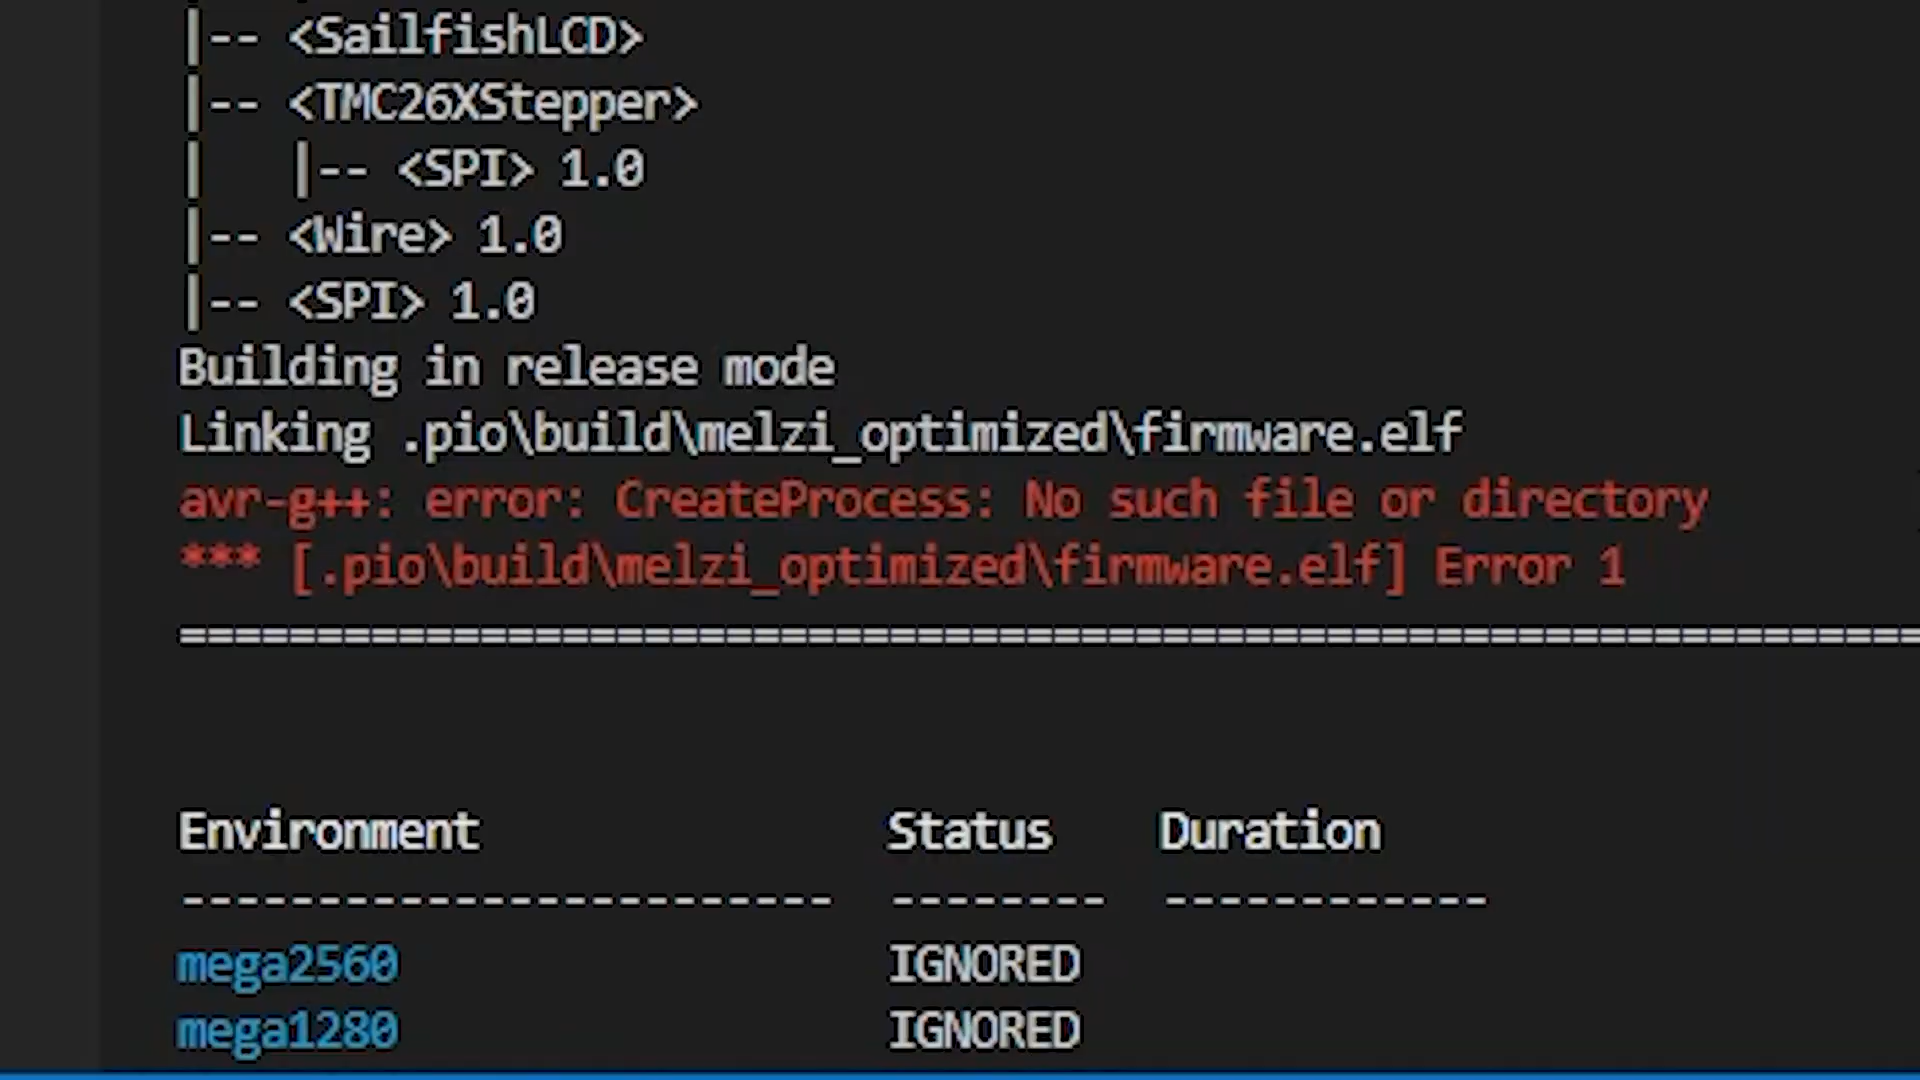 |-- <SailfishLCD>
|-- <TMC26XStepper>
|   |-- <SPI> 1.0
|-- <Wire> 1.0
|-- <SPI> 1.0
Building in release mode
Linking .pio\build\melzi_optimized\firmware.elf
avr-g++: error: CreateProcess: No such file or directory
*** [.pio\build\melzi_optimized\firmware.elf] Error 1
================================================================
Environment Status Duration
------------------------ -------- ------------
mega2560 IGNORED
mega1280 IGNORED